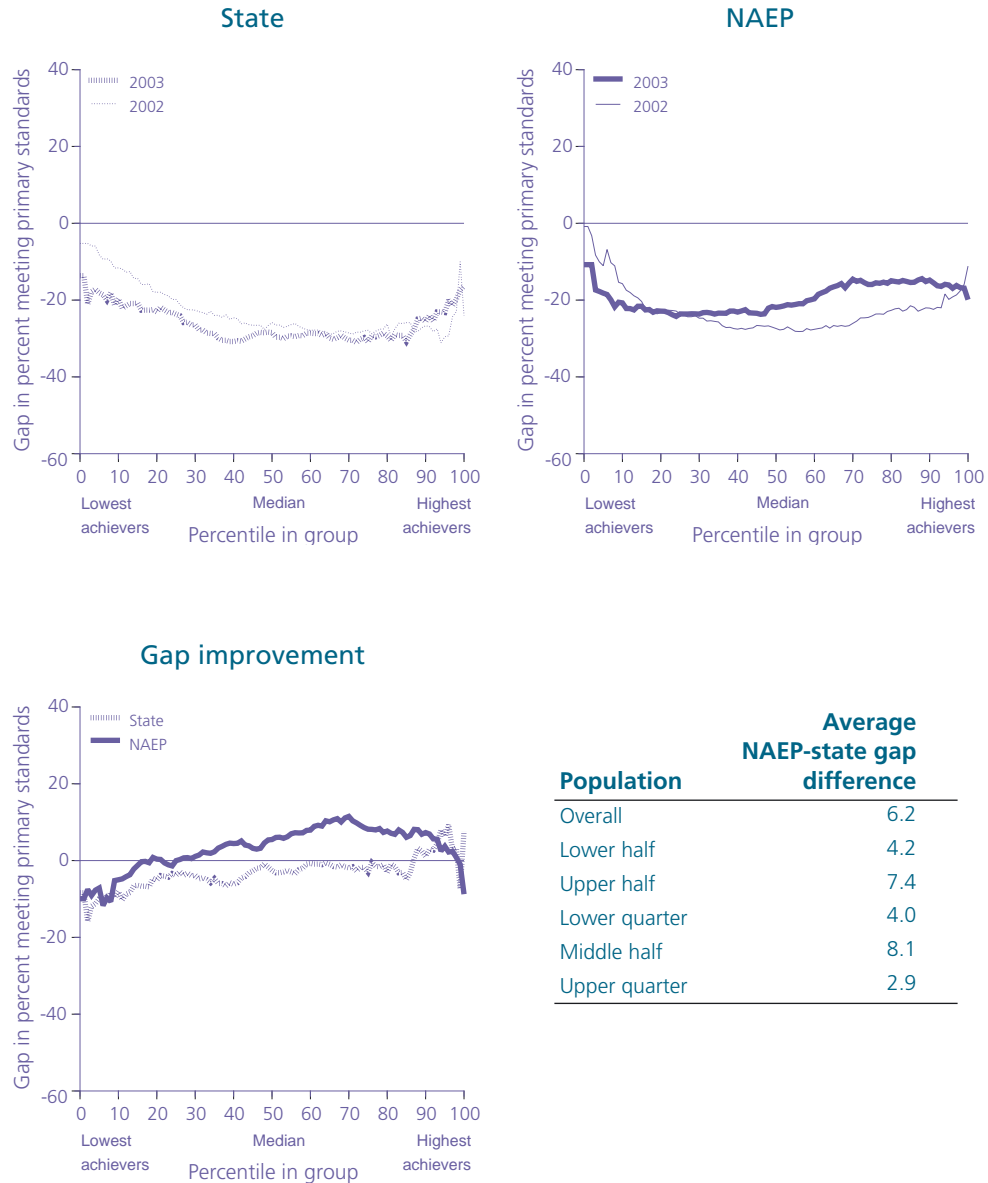 State
Gap in percent meeting primary standards
40
20
0
-20
-40
-60
2003
2002
0 10 20 30 40 50 60 70 80 90 100
Lowest achievers
Median
Highest achievers
Percentile in group
NAEP
Gap in percent meeting primary standards
40
20
0
-20
-40
-60
2003
2002
0 10 20 30 40 50 60 70 80 90 100
Lowest achievers
Median
Highest achievers
Percentile in group
Gap improvement
Gap in percent meeting primary standards
40
20
0
-20
-40
-60
State
NAEP
0 10 20 30 40 50 60 70 80 90 100
Lowest achievers
Median
Highest achievers
Percentile in group
Population Average NAEP-state gap difference
Overall 6.2
Lower half 4.2
Upper half 7.4
Lower quarter 4.0
Middle half 8.1
Upper quarter 2.9